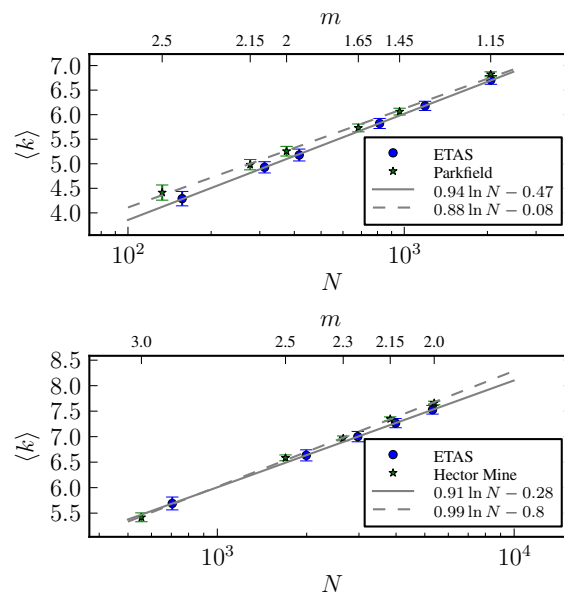 m
2.5 2.15 2 1.65 1.45 1.15
7.0
6.5
6.0
5.5
5.0
4.5
4.0
⟨k⟩
ETAS
Parkfield
0.94 ln N − 0.47
0.88 ln N − 0.08
10² 10³
N
m
3.0 2.5 2.3 2.15 2.0
8.5
8.0
7.5
7.0
6.5
6.0
5.5
⟨k⟩
ETAS
Hector Mine
0.91 ln N − 0.28
0.99 ln N − 0.8
10³ 10⁴
N